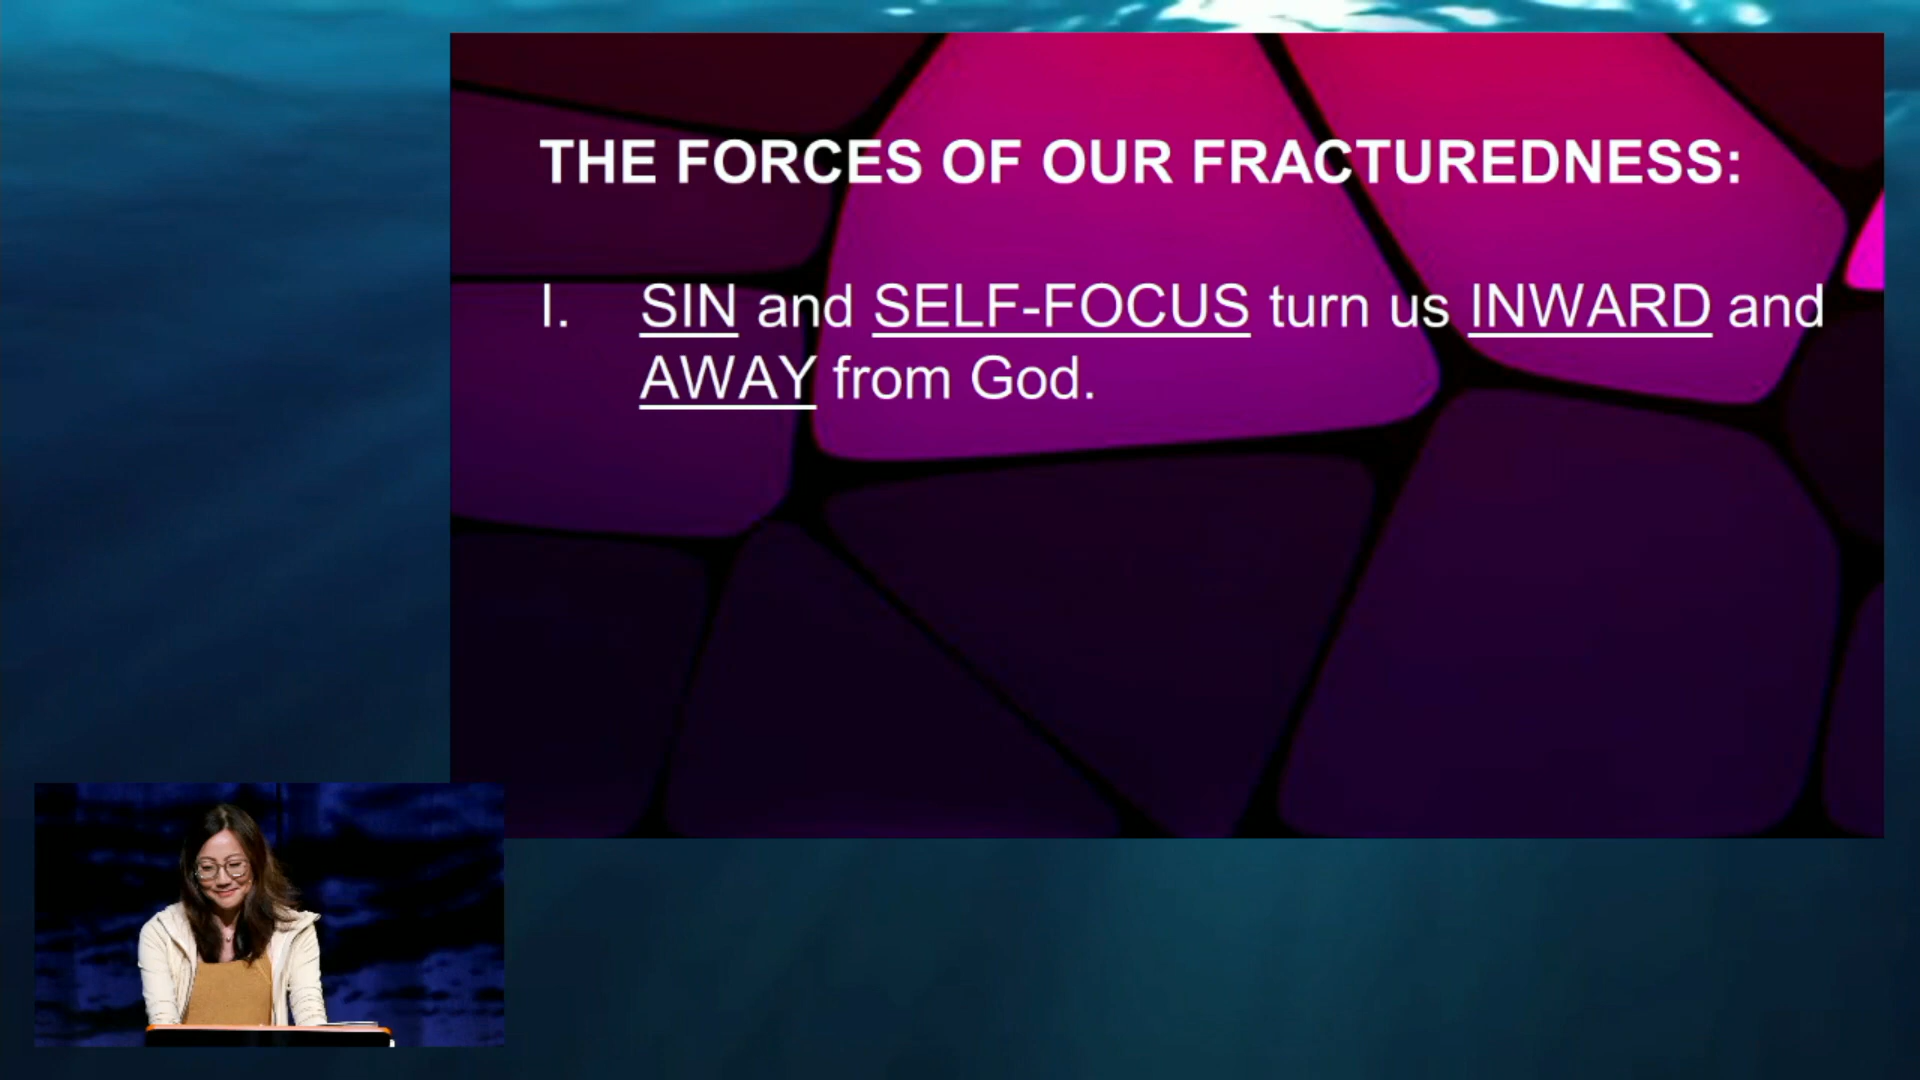 THE FORCES OF OUR FRACTUREDNESS:
I. SIN and SELF-FOCUS turn us INWARD and
AWAY from God.